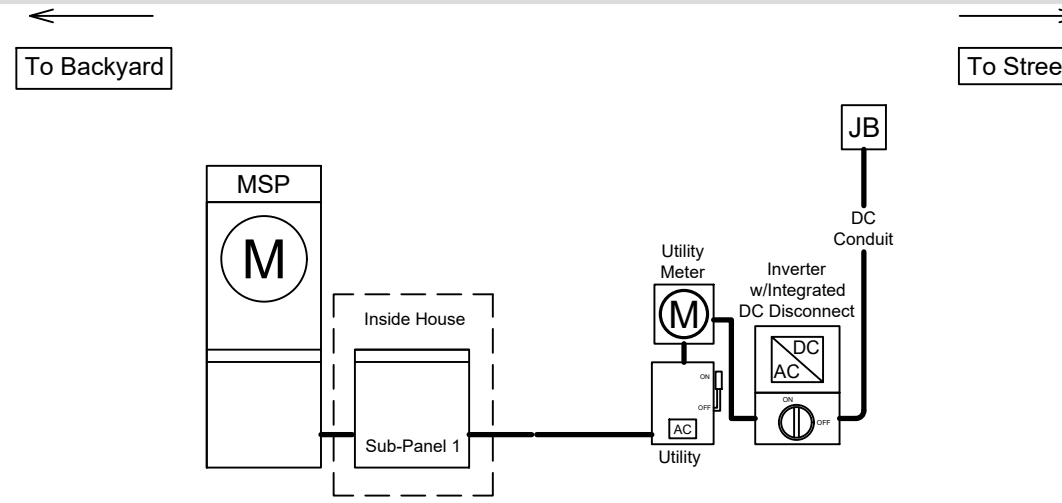 To Backyard
To Stree
JB
MSP
M
DC
Conduit
Utility
Meter
M
Inverter
w/Integrated
DC Disconnect
Inside House
DC
AC
ON
OFF
ON
OFF
AC
Sub-Panel 1
Utility